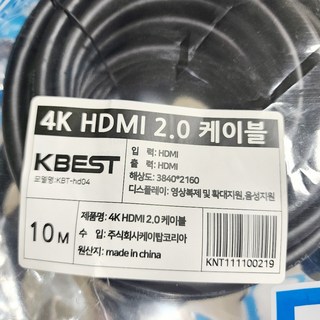 4K HDMI 2.0 케이블
KBEST
모델명:KBT-hd04
10M
입 력: HDMI
출 력: HDMI
해상도: 3840*2160
디스플레이: 영상복제 및 확대지원,음성지원
제품명: 4K HDMI 2.0 케이블
수 입: 주식회사케이탑코리아
원산지: made in china
KNT111100219